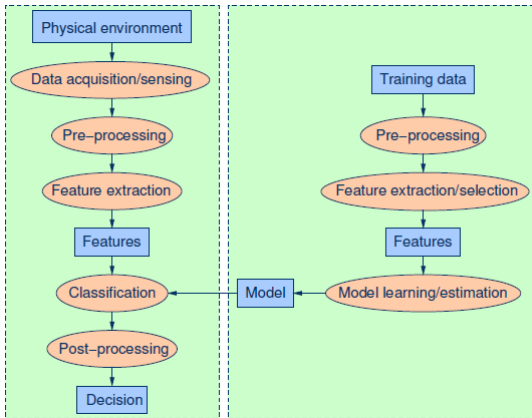 Physical environment
Data acquisition/sensing
Pre−processing
Feature extraction
Features
Classification
Post−processing
Decision
Training data
Pre−processing
Feature extraction/selection
Features
Model learning/estimation
Model